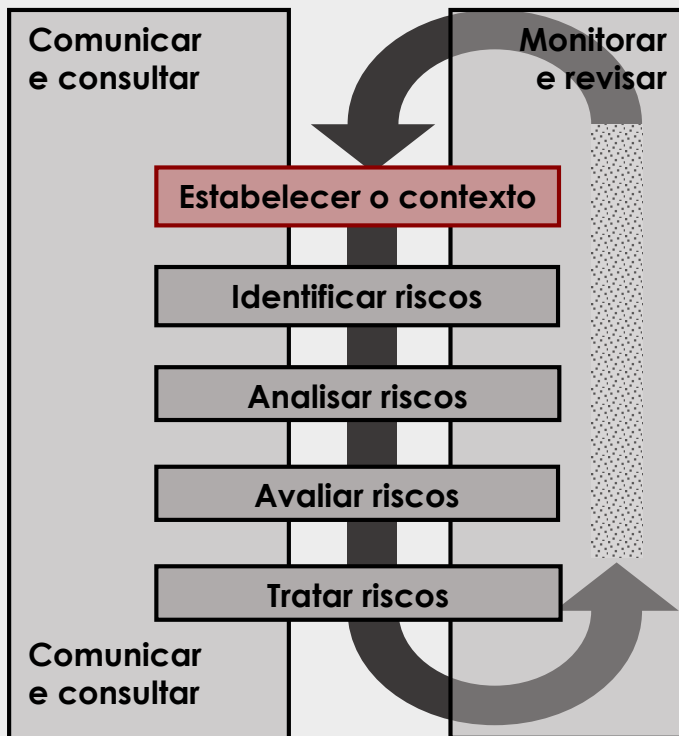 Comunicar
e consultar
Monitorar
e revisar
Estabelecer o contexto
Identificar riscos
Analisar riscos
Avaliar riscos
Tratar riscos
Comunicar
e consultar